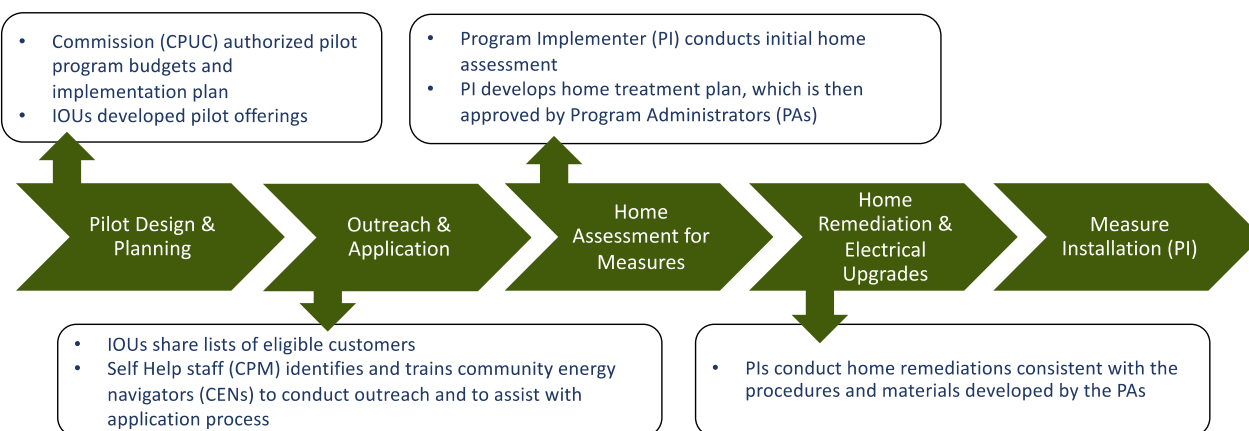 • Commission (CPUC) authorized pilot
program budgets and
implementation plan
• IOUs developed pilot offerings
• Program Implementer (PI) conducts initial home
assessment
• PI develops home treatment plan, which is then
approved by Program Administrators (PAs)
Pilot Design &
Planning
Outreach &
Application
Home
Assessment for
Measures
Home
Remediation &
Electrical
Upgrades
Measure
Installation (PI)
• IOUs share lists of eligible customers
• Self Help staff (CPM) identifies and trains community energy
navigators (CENs) to conduct outreach and to assist with
application process
• PIs conduct home remediations consistent with the
procedures and materials developed by the PAs